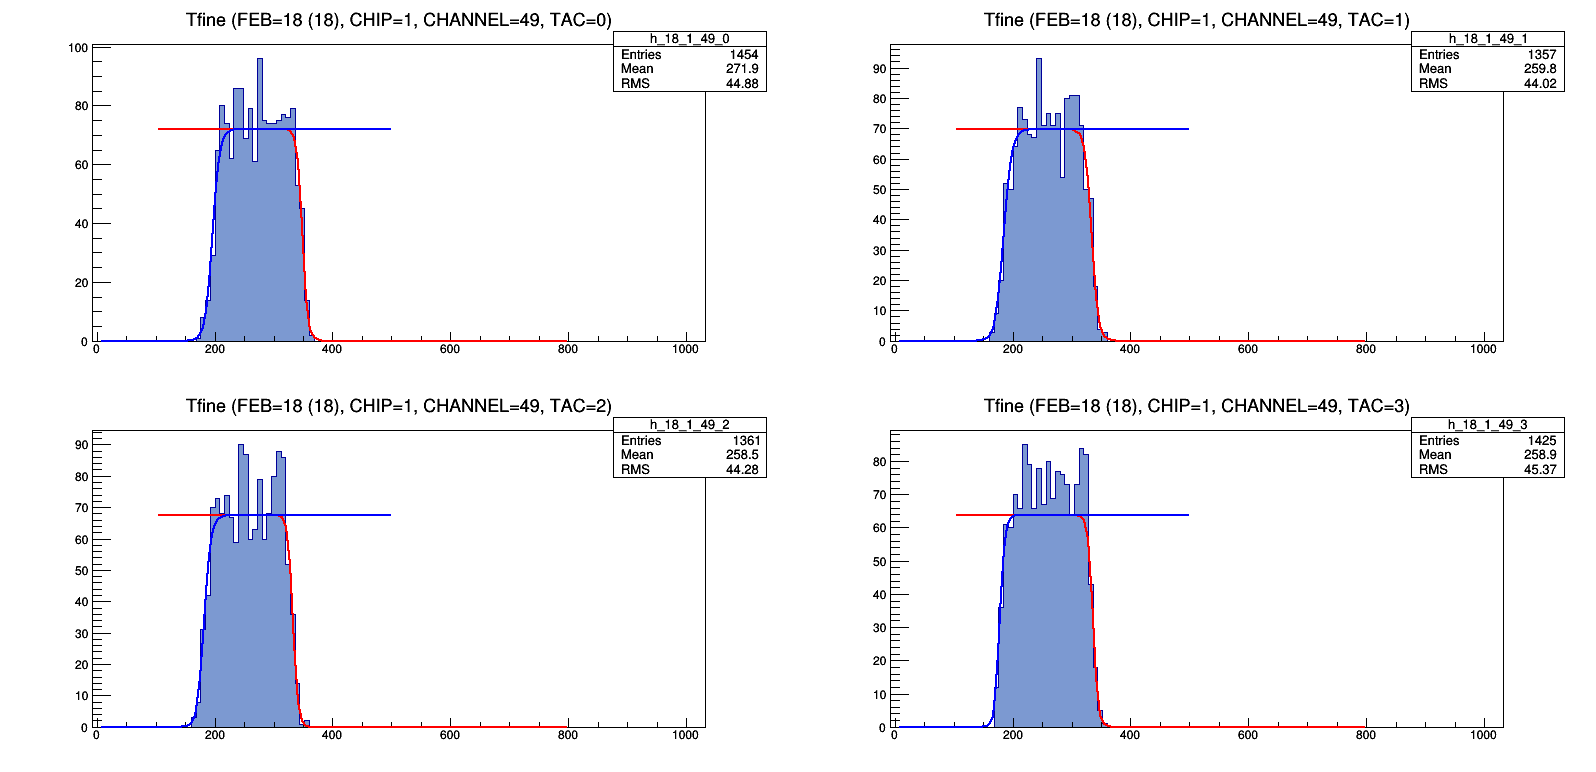 Tfine (FEB=18 (18), CHIP=1, CHANNEL=49, TAC=0)
h_18_1_49_0
Entries 1454
Mean 271.9
RMS 44.88
100
80
60
40
20
0
0 200 400 600 800 1000
Tfine (FEB=18 (18), CHIP=1, CHANNEL=49, TAC=1)
h_18_1_49_1
Entries 1357
Mean 259.8
RMS 44.02
90
80
70
60
50
40
30
20
10
0
0 200 400 600 800 1000
Tfine (FEB=18 (18), CHIP=1, CHANNEL=49, TAC=2)
h_18_1_49_2
Entries 1361
Mean 258.5
RMS 44.28
90
80
70
60
50
40
30
20
10
0
0 200 400 600 800 1000
Tfine (FEB=18 (18), CHIP=1, CHANNEL=49, TAC=3)
h_18_1_49_3
Entries 1425
Mean 258.9
RMS 45.37
80
70
60
50
40
30
20
10
0
0 200 400 600 800 1000